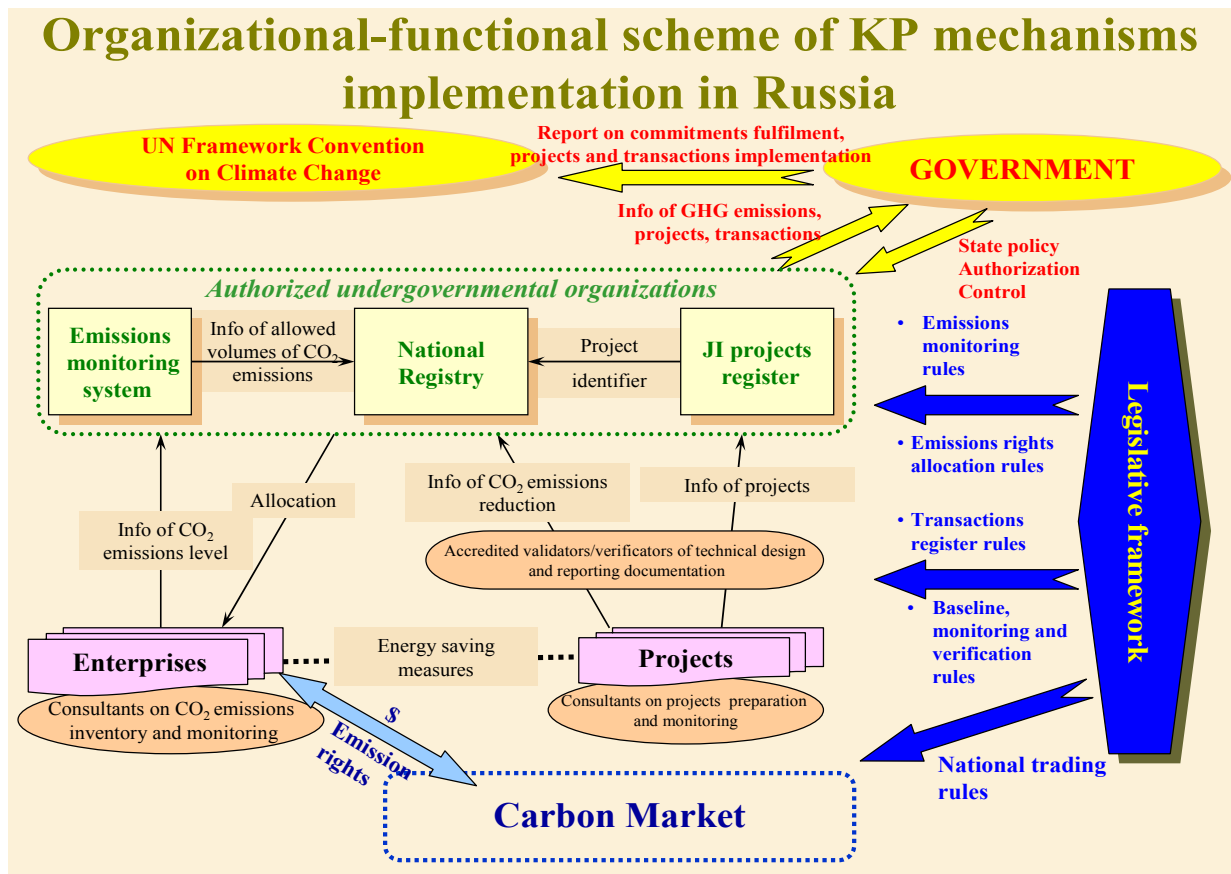 Organizational-functional scheme of KP mechanisms
implementation in Russia
UN Framework Convention
on Climate Change
Report on commitments fulfilment,
projects and transactions implementation
GOVERNMENT
Info of GHG emissions,
projects, transactions
State policy
Authorization
Control
Authorized undergovernmental organizations
Emissions
monitoring
system
Info of allowed
volumes of CO2
emissions
National
Registry
Project
identifier
JI projects
register
• Emissions
monitoring
rules
• Emissions rights
allocation rules
• Transactions
register rules
• Baseline,
monitoring and
verification
rules
National trading
rules
Legislative framework
Info of CO2
emissions level
Allocation
Info of CO2 emissions
reduction
Info of projects
Accredited validators/verificators of technical design
and reporting documentation
Enterprises
Energy saving
measures
Projects
Consultants on CO2 emissions
inventory and monitoring
Consultants on projects preparation
and monitoring
$
Emission
rights
Carbon Market